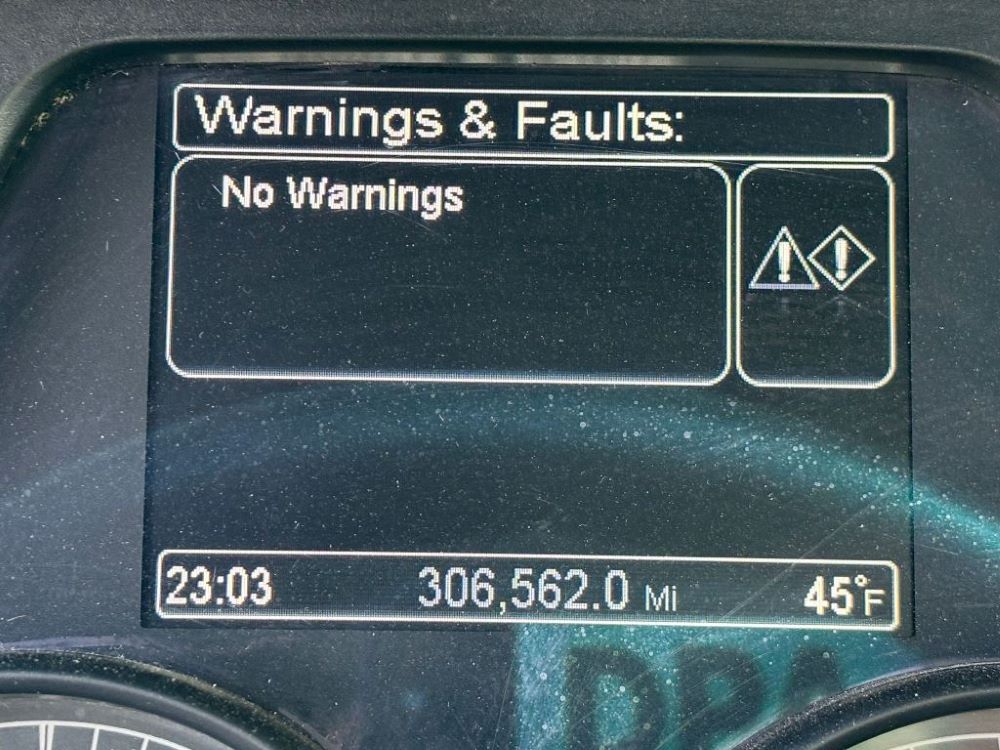 Warnings & Faults:
No Warnings
23:03 306,562.0 Mi 45°F